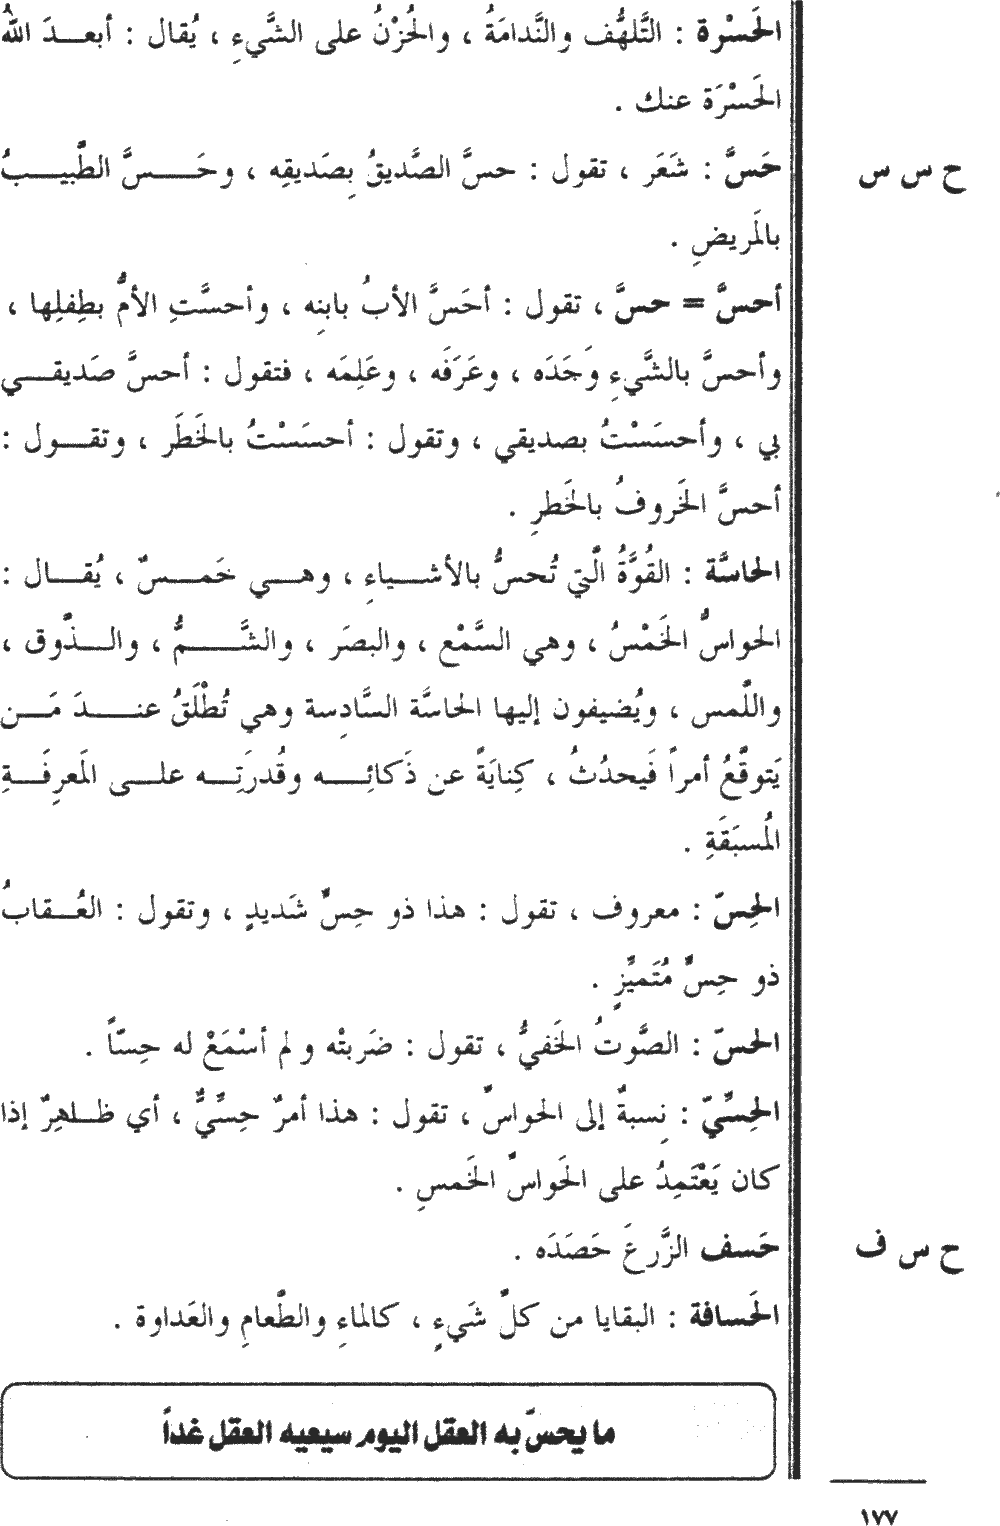 الحَسْرة : التَّلهُّف والنَّدامَةُ ، والحُزْنُ على الشَّيءِ ، يُقال : أبعدَ اللهُ
الحَسْرَة عنك .
ح س س
حَسَّ : شَعَر ، تقول : حسَّ الصَّديقُ بِصَديقِه ، وحَسَّ الطَّبيبُ
بالمَريضِ .
أحسَّ = حسَّ ، تقول : أحَسَّ الأبُ بابنِه ، وأحسَّتِ الأمُّ بطِفلِها ،
وأحسَّ بالشَّيءِ وَجَدَه ، وعَرَفَه ، وعَلِمَه ، فتقول : أحسَّ صَديقي
بي ، وأحسَسْتُ بصديقي ، وتقول : أحسَسْتُ بالخَطَر ، وتقول :
أحسَّ الخَروفُ بالخَطرِ .
الحاسَّة : القُوَّةُ الَّتي تُحسُّ بالأشياءِ ، وهي خَمسٌ ، يُقال :
الحواسُّ الخَمْسُ ، وهي السَّمْع ، والبصَر ، والشَّمُّ ، والذَّوق ،
واللَّمس ، ويُضيفون إليها الحاسَّة السَّادِسة وهي تُطْلَقُ عندَ مَن
يَتوقَّعُ أمراً فَيحدُثُ ، كِنايَةً عن ذَكائِه وقُدرَتِه على المَعرِفَةِ
المُسبَقَةِ .
الحِسّ : معروف ، تقول : هذا ذو حِسٍّ شَديدٍ ، وتقول : العُقابُ
ذو حِسٍّ مُتَميِّزٍ .
الحسّ : الصَّوتُ الخَفيُّ ، تقول : ضَربتْه و لم أسْمَعْ له حِسّاً .
الحِسِّيّ : نِسبةٌ إلى الحواسِّ ، تقول : هذا أمرٌ حِسِّيٌّ ، أي ظاهِرٌ إذا
كان يَعْتَمِدُ على الحَواسِّ الخَمسِ .
ح س ف
حَسف الزَّرعَ حَصَدَه .
الحَسافة : البقايا من كلِّ شَيءٍ ، كالماءِ والطَّعامِ والعَداوة .
ما يحسّ به العقل اليوم سيعيه العقل غداً
١٧٧